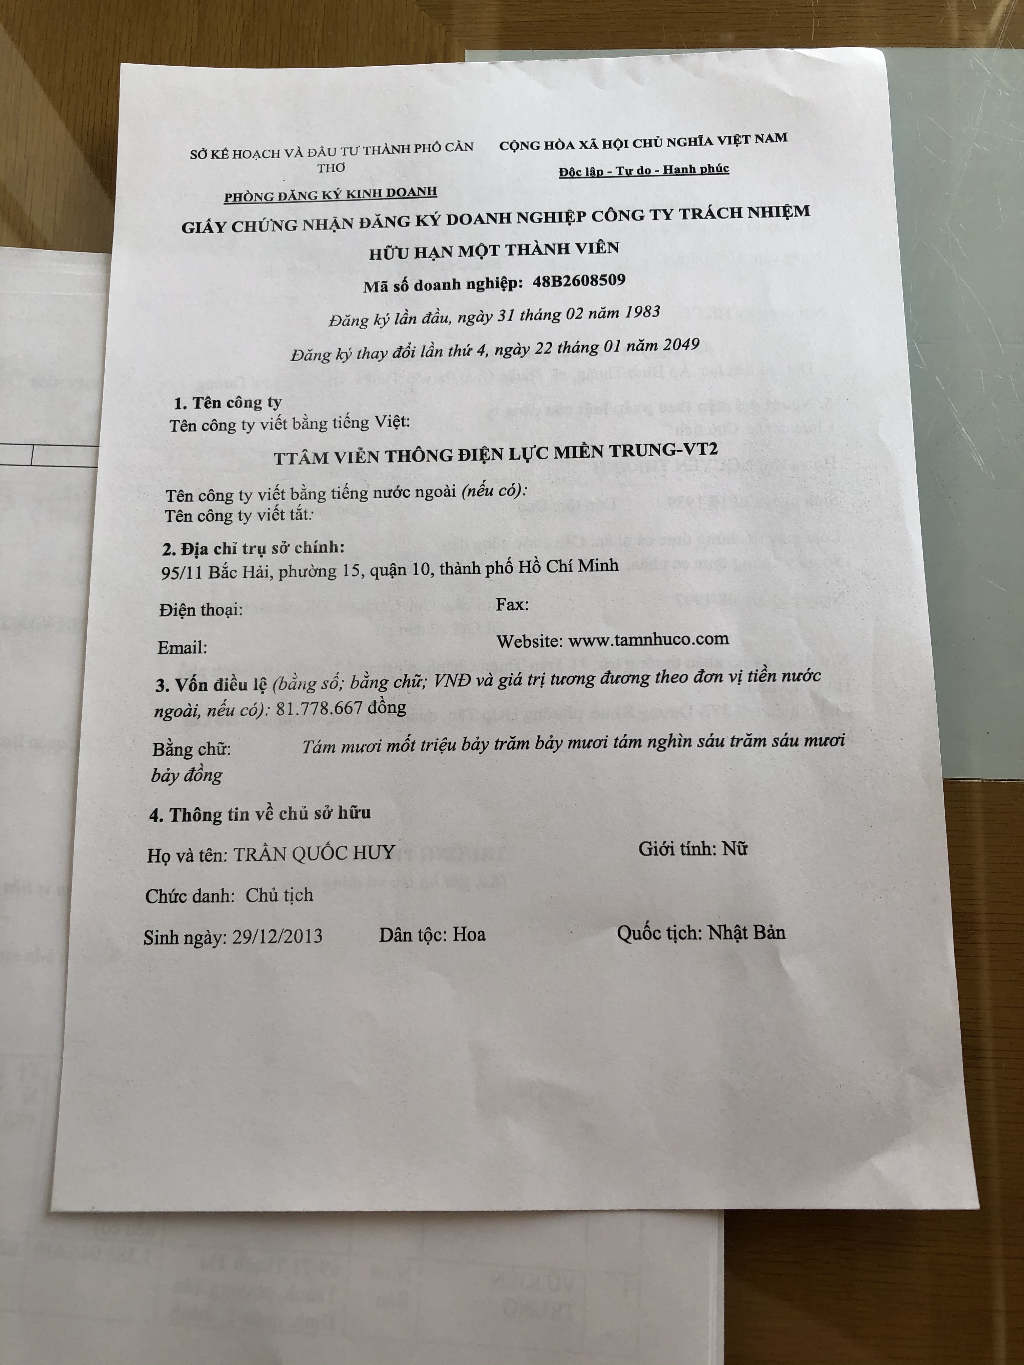 SỞ KẾ HOẠCH VÀ ĐẦU TƯ THÀNH PHỐ CẦN
THƠ
PHÒNG ĐĂNG KÝ KINH DOANH
CỘNG HÒA XÃ HỘI CHỦ NGHĨA VIỆT NAM
Độc lập - Tự do - Hạnh phúc
GIẤY CHỨNG NHẬN ĐĂNG KÝ DOANH NGHIỆP CÔNG TY TRÁCH NHIỆM
HỮU HẠN MỘT THÀNH VIÊN
Mã số doanh nghiệp: 48B2608509
Đăng ký lần đầu, ngày 31 tháng 02 năm 1983
Đăng ký thay đổi lần thứ 4, ngày 22 tháng 01 năm 2049
1. Tên công ty
Tên công ty viết bằng tiếng Việt:
TTÂM VIỄN THÔNG ĐIỆN LỰC MIỀN TRUNG-VT2
Tên công ty viết bằng tiếng nước ngoài (nếu có):
Tên công ty viết tắt:
2. Địa chỉ trụ sở chính:
95/11 Bắc Hải, phường 15, quận 10, thành phố Hồ Chí Minh
Điện thoại: Fax:
Email: Website: www.tamnhuco.com
3. Vốn điều lệ (bằng số; bằng chữ; VNĐ và giá trị tương đương theo đơn vị tiền nước
ngoài, nếu có): 81.778.667 đồng
Bằng chữ: Tám mươi mốt triệu bảy trăm bảy mươi tám nghìn sáu trăm sáu mươi
bảy đồng
4. Thông tin về chủ sở hữu
Họ và tên: TRẦN QUỐC HUY Giới tính: Nữ
Chức danh: Chủ tịch
Sinh ngày: 29/12/2013 Dân tộc: Hoa Quốc tịch: Nhật Bản